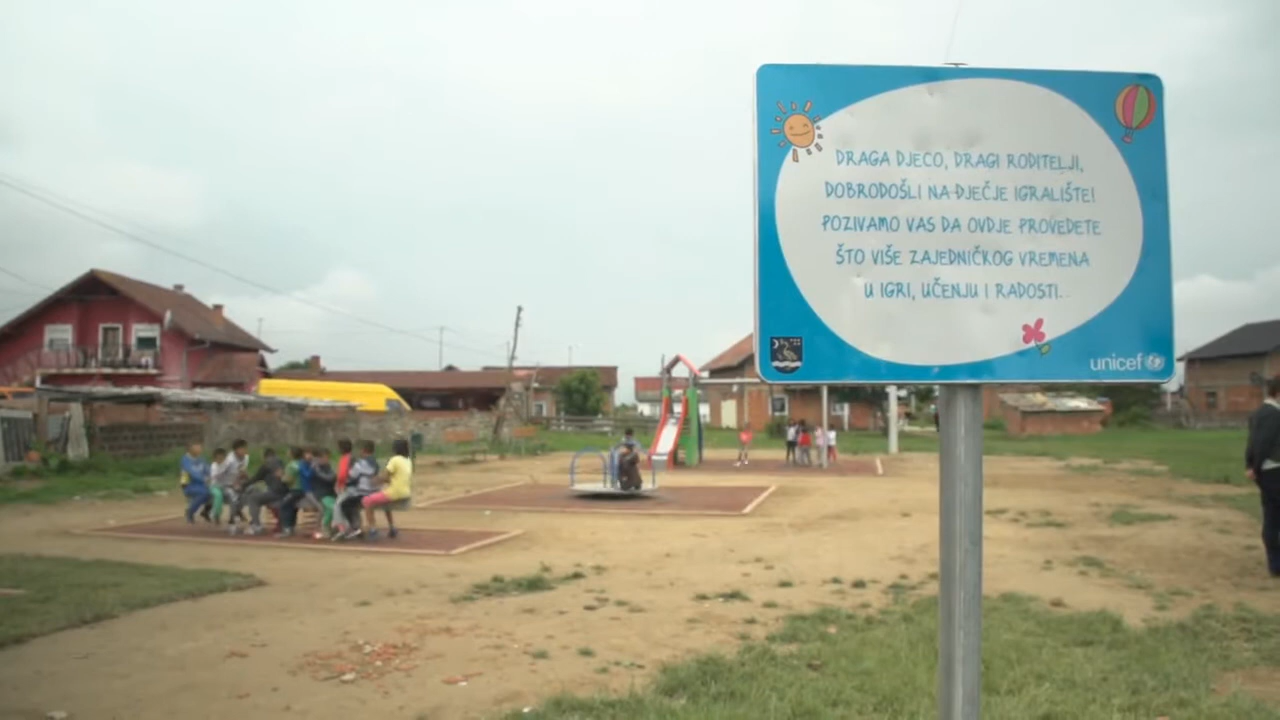 DRAGA DJECO, DRAGI RODITELJI,
DOBRODOŠLI NA DJEČJE IGRALIŠTE!
POZIVAMO VAS DA OVDJE PROVEDETE
ŠTO VIŠE ZAJEDNIČKOG VREMENA
U IGRI, UČENJU I RADOSTI...
unicef